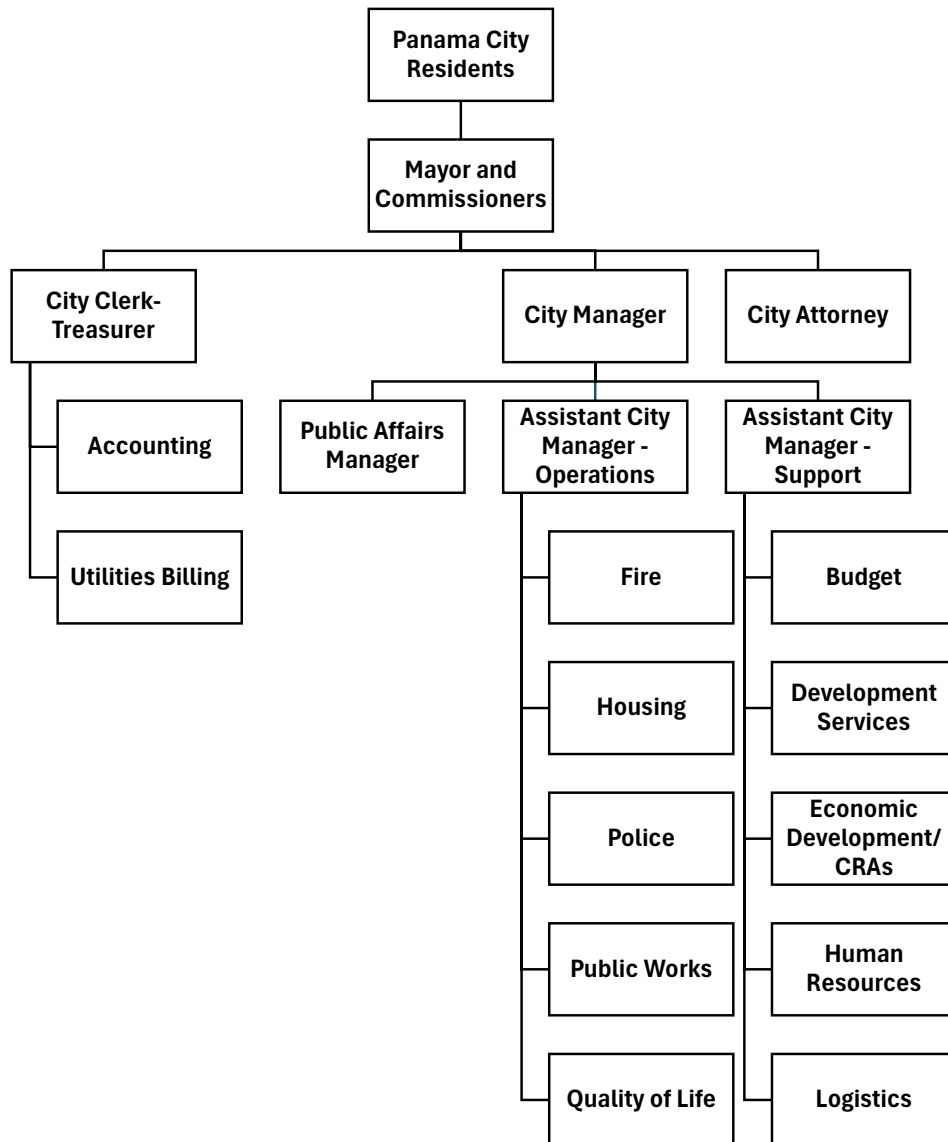 Panama City
Residents
Mayor and
Commissioners
City Clerk-
Treasurer
City Manager
City Attorney
Accounting
Utilities Billing
Public Affairs
Manager
Assistant City
Manager -
Operations
Assistant City
Manager -
Support
Fire
Housing
Police
Public Works
Quality of Life
Budget
Development
Services
Economic
Development/
CRAs
Human
Resources
Logistics